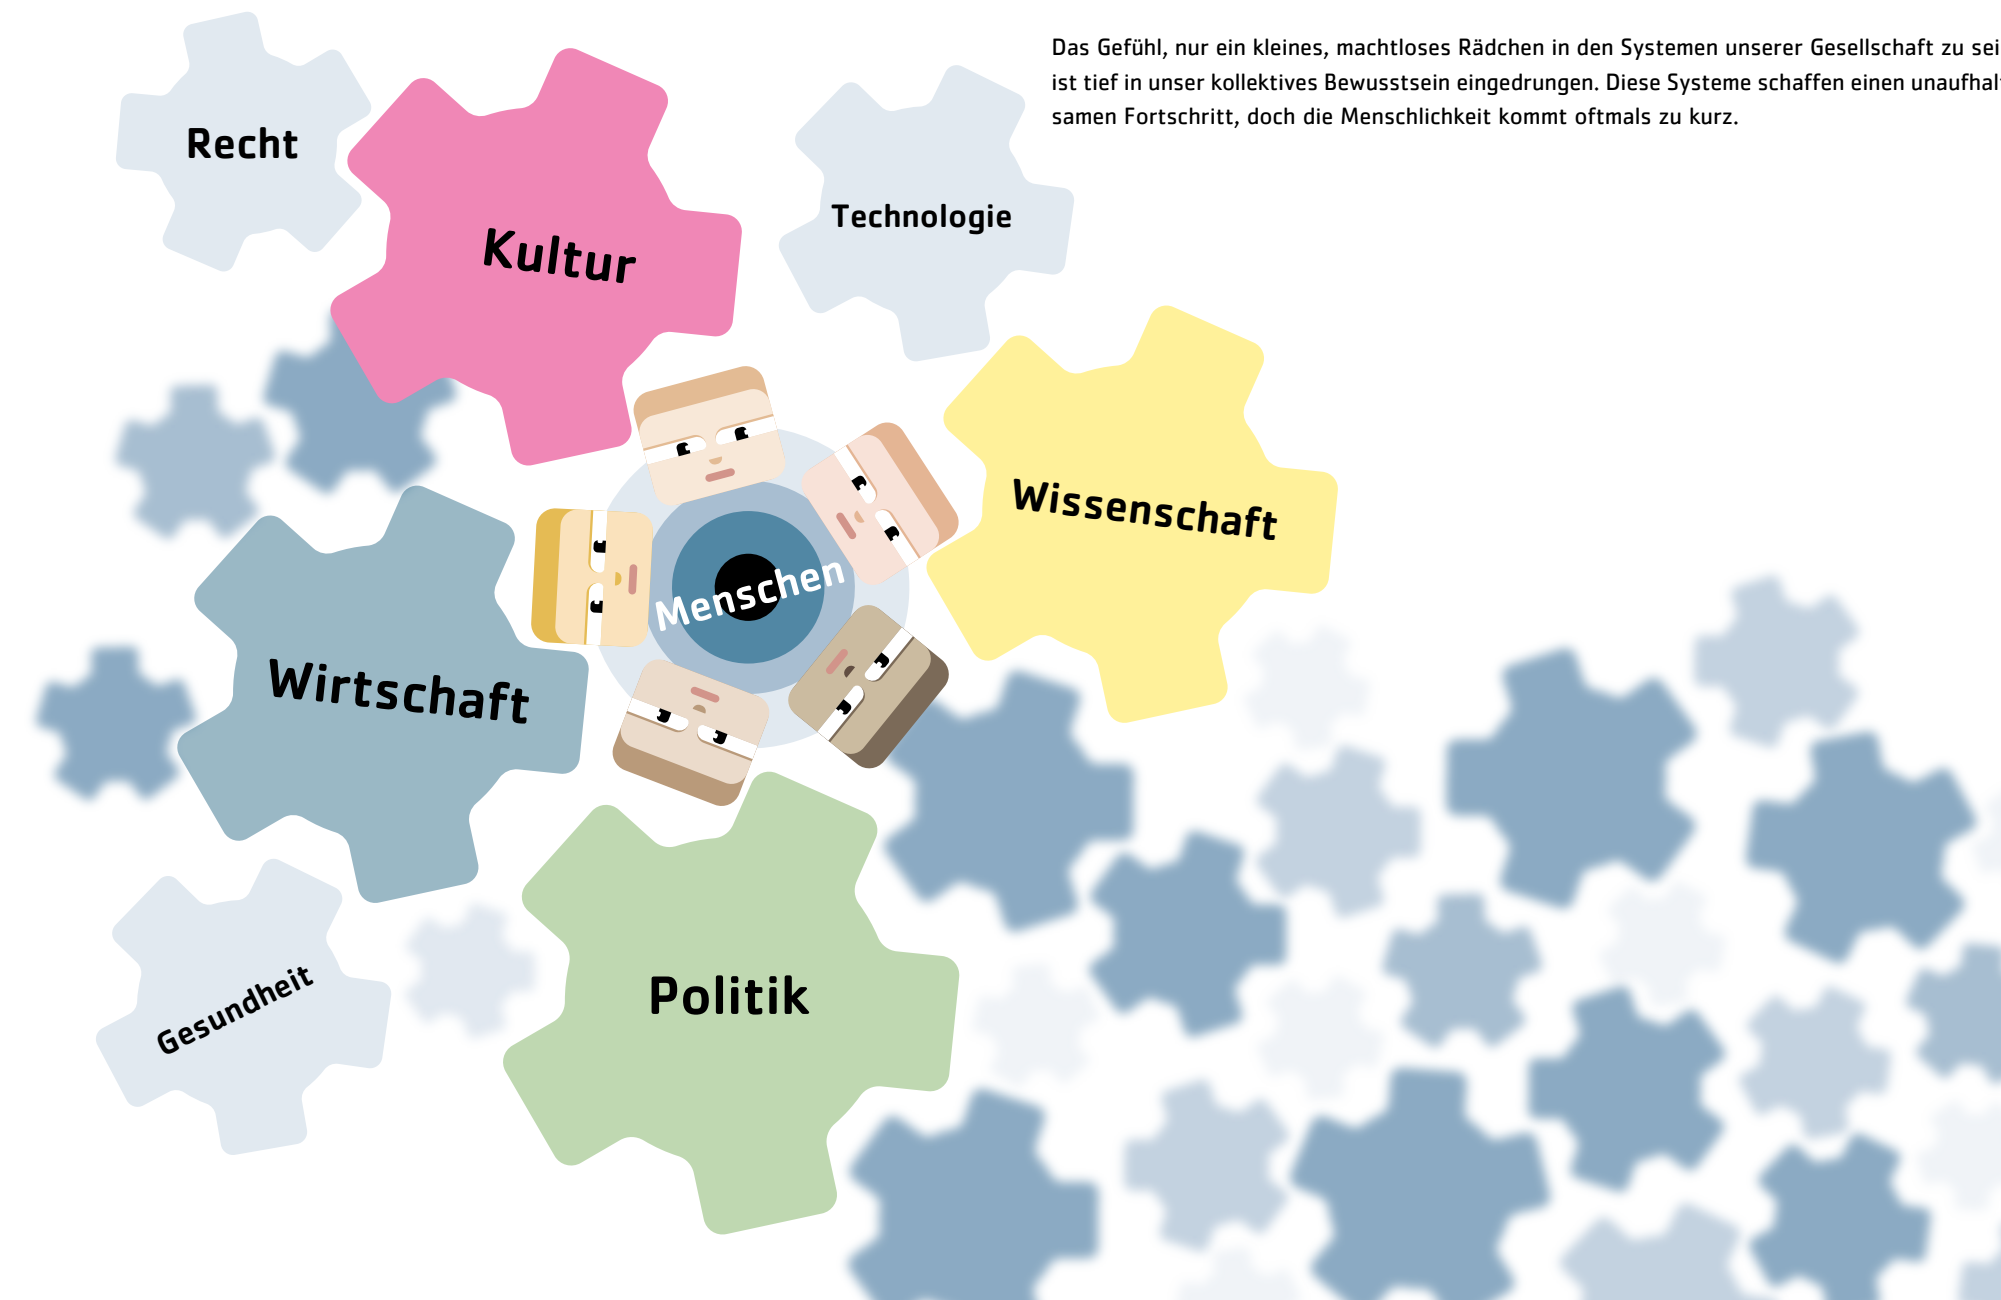 Das Gefühl, nur ein kleines, machtloses Rädchen in den Systemen unserer Gesellschaft zu sei
ist tief in unser kollektives Bewusstsein eingedrungen. Diese Systeme schaffen einen unaufhal
samen Fortschritt, doch die Menschlichkeit kommt oftmals zu kurz.
Recht
Kultur
Technologie
Wissenschaft
Menschen
Wirtschaft
Politik
Gesundheit